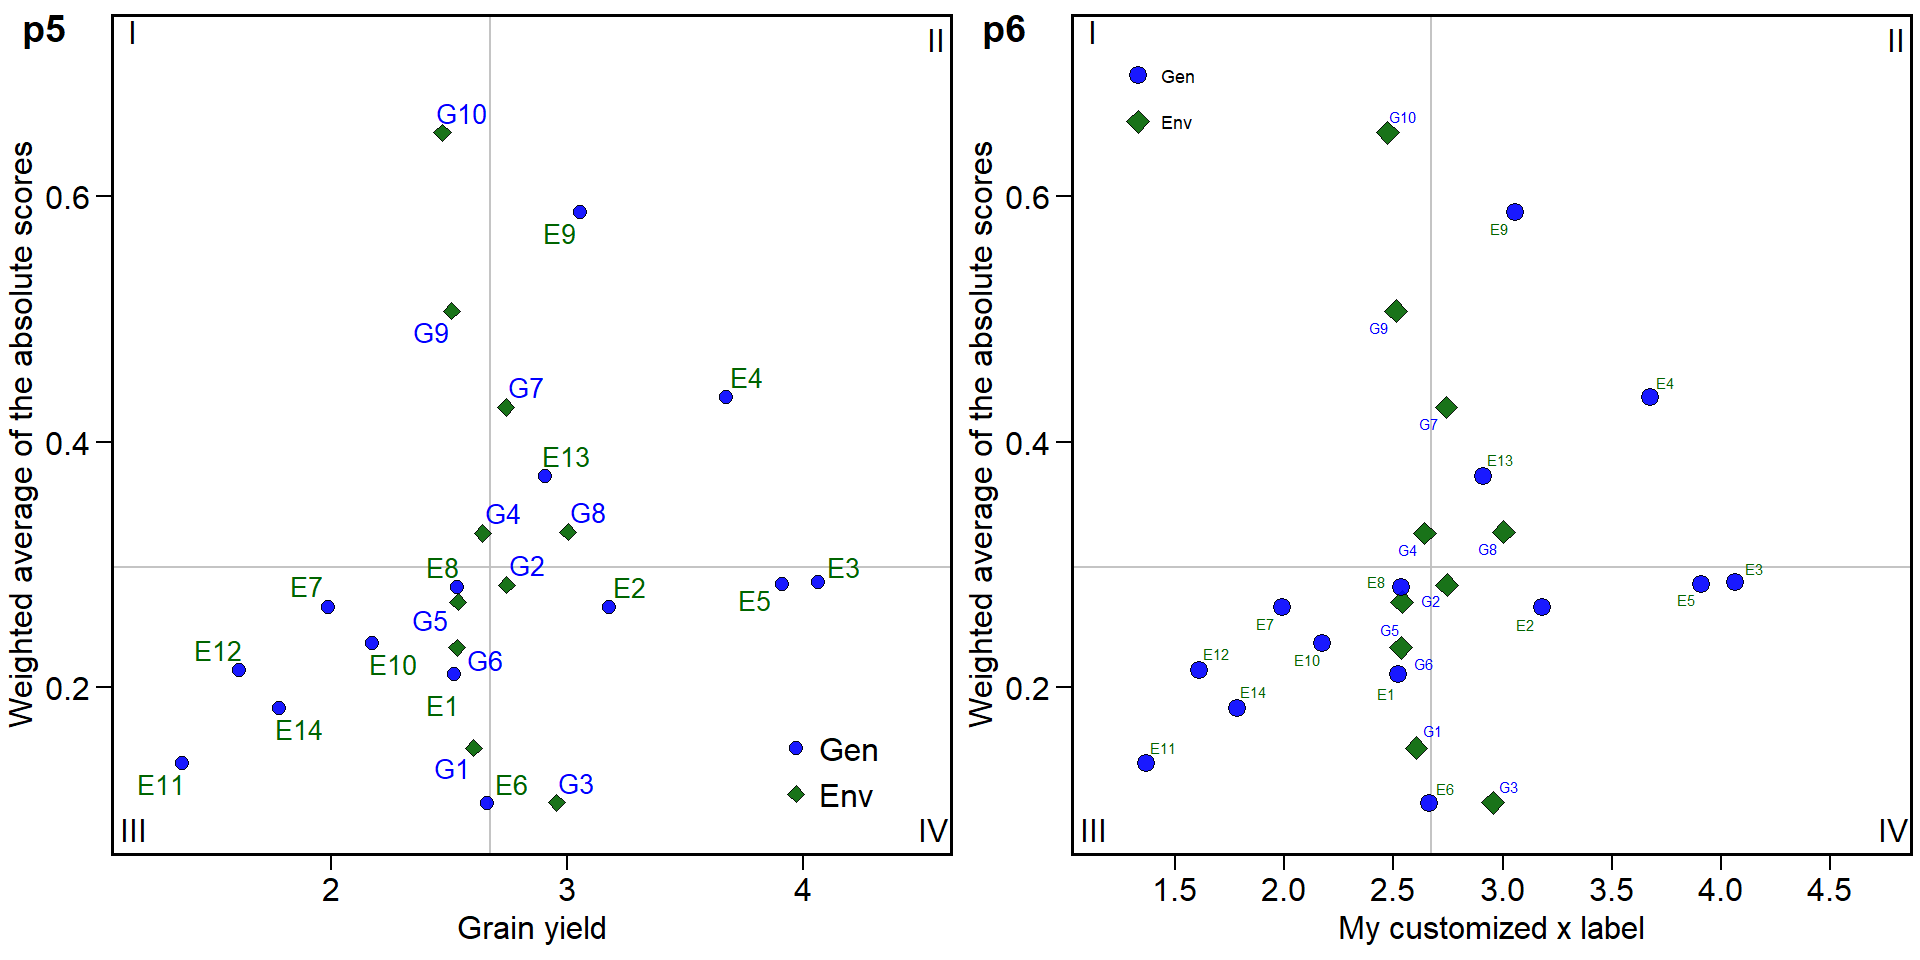 p5
I
II
G10
0.6
E9
G9
E4
G7
0.4
E13
G4
G8
E8
G2
E3
E7
E2
E5
G5
E12
E10
G6
0.2
E1
E14
G1
Gen
E11
E6
G3
Env
III
IV
2
3
4
Grain yield
Weighted average of the absolute scores
p6
I
II
Gen
Env
G10
0.6
E9
G9
E4
G7
0.4
E13
G4
G8
E3
E8
G2
E5
E7
E2
G5
E12
E10
G6
0.2
E14
E1
G1
E11
E6
G3
III
IV
1.5
2.0
2.5
3.0
3.5
4.0
4.5
My customized x label
Weighted average of the absolute scores